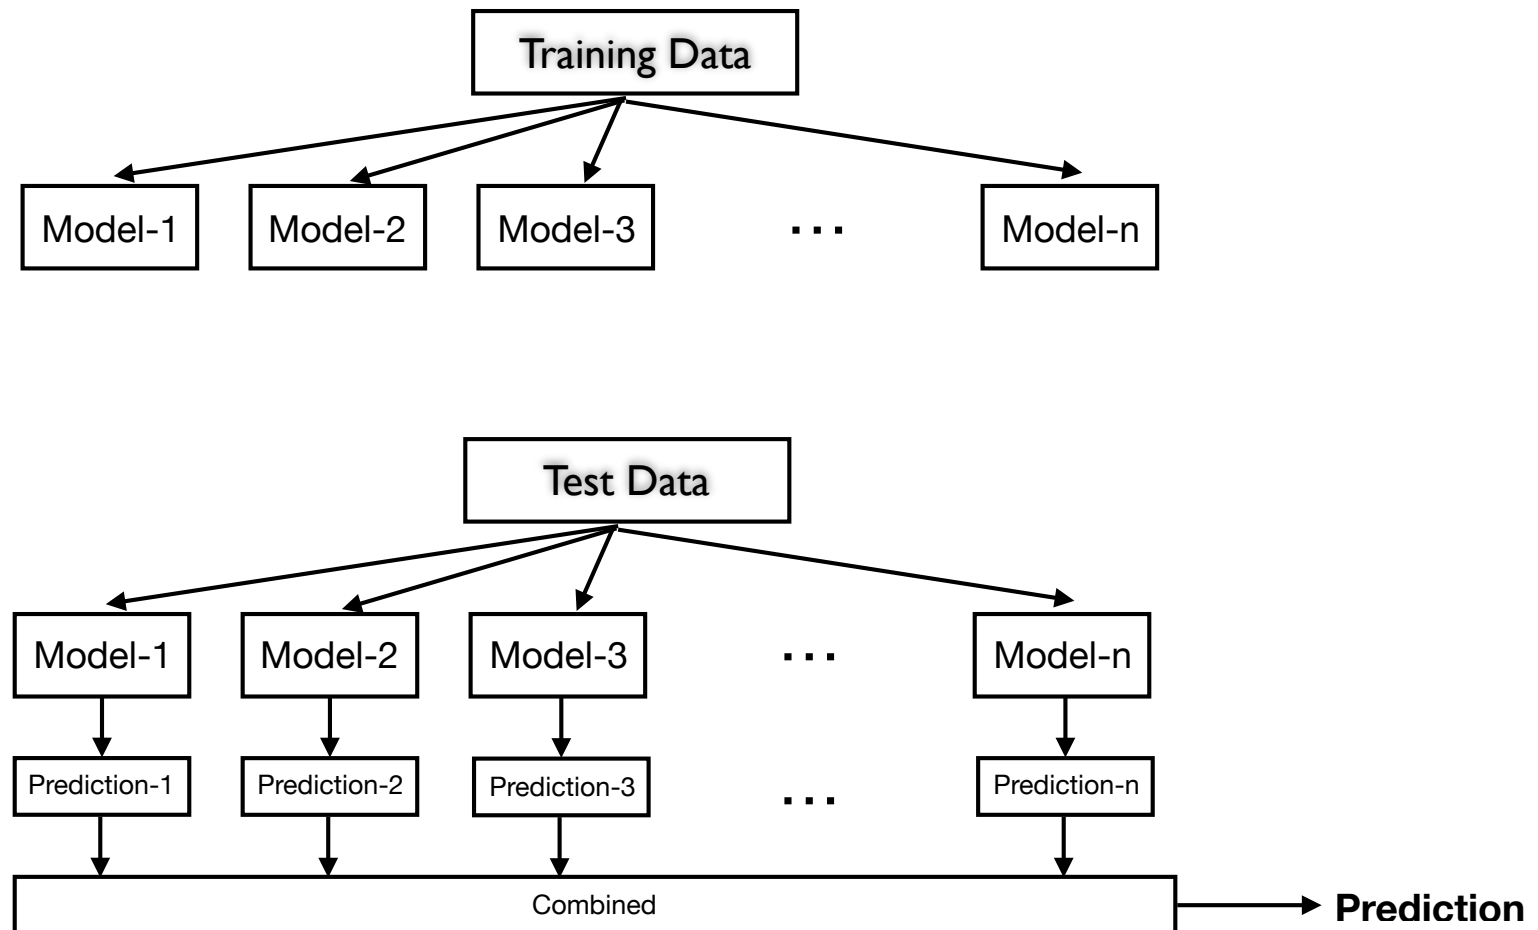 Training Data
Model-1 Model-2 Model-3 ... Model-n
Test Data
Model-1 Model-2 Model-3 ... Model-n
Prediction-1 Prediction-2 Prediction-3 ... Prediction-n
Combined Prediction